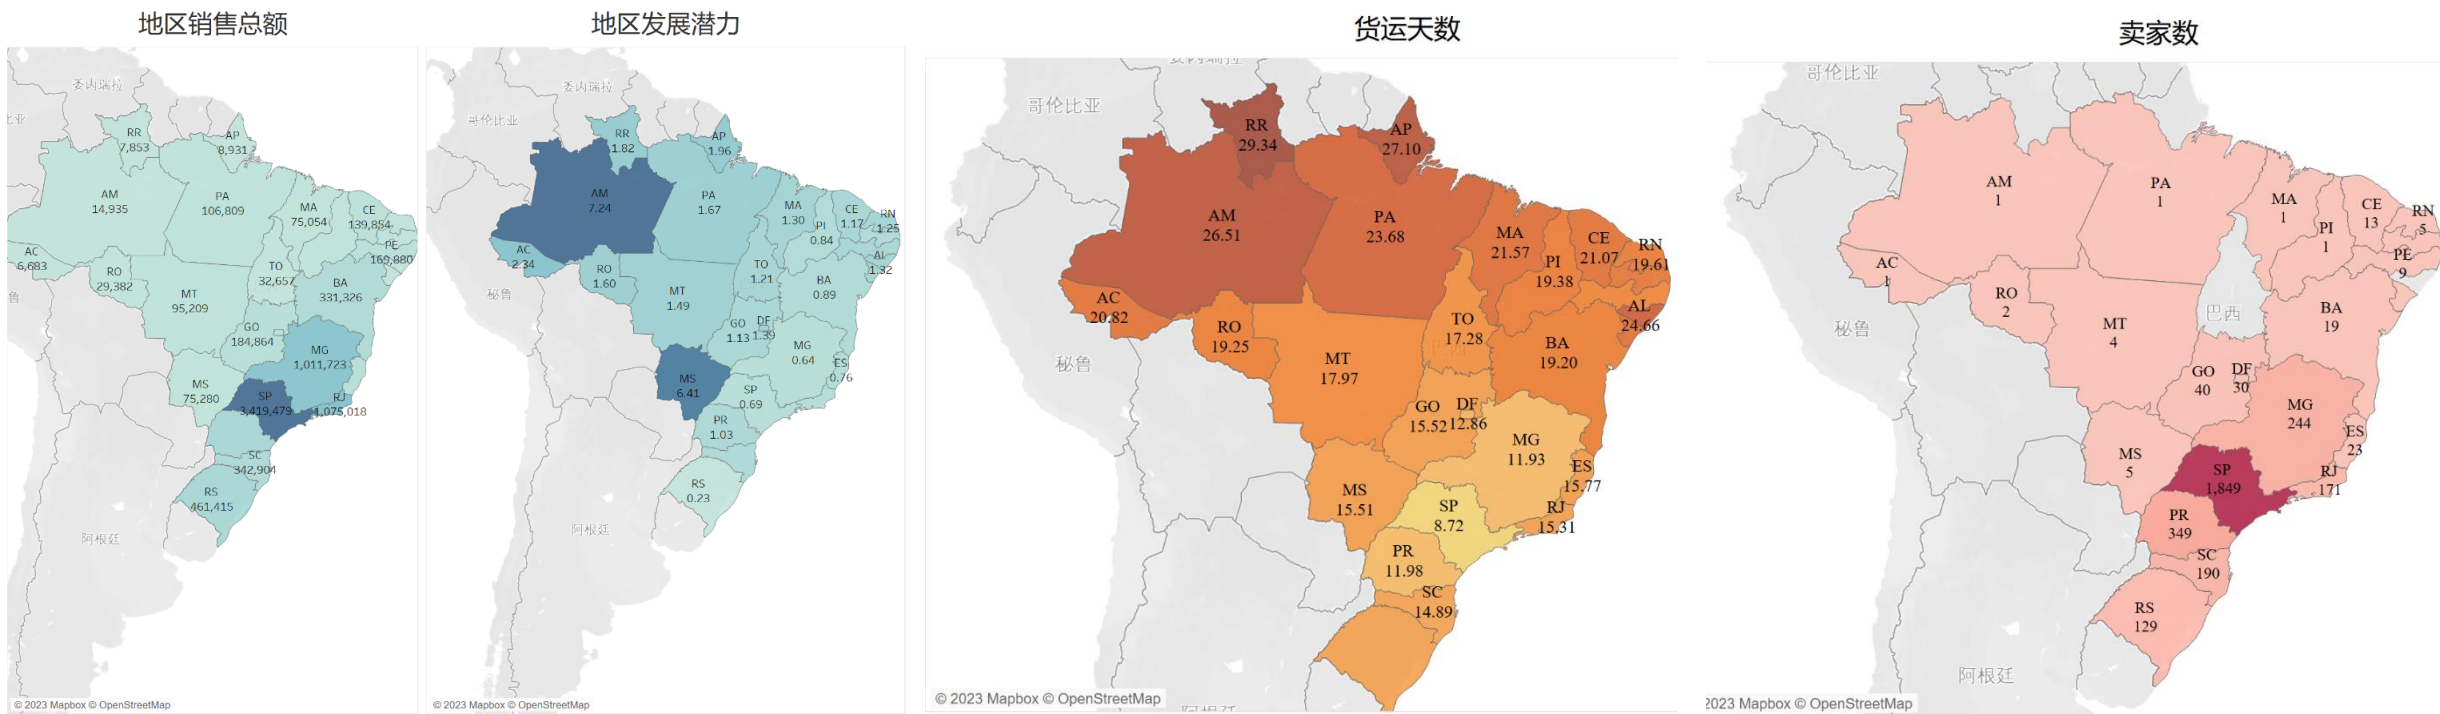 地区销售总额
委内瑞拉
比亚
RR
7,853
AP
8,931
AM
14,935
PA
106,809
MA
75,054
CE
139,854
PE
169,880
AC
6,683
RO
29,382
TO
32,657
BA
331,326
MT
95,209
鲁
GO
184,864
MG
1,011,723
MS
75,280
SP
3,419,479
RJ
1,075,018
SC
342,904
RS
461,415
阿根廷
© 2023 Mapbox © OpenStreetMap
地区发展潜力
委内瑞拉
哥伦比亚
RR
1.82
AP
1.96
AM
7.24
PA
1.67
MA
1.30
CE
1.17
RN
1.25
PI
0.84
AL
1.32
AC
2.34
RO
1.60
TO
1.21
BA
0.89
MT
1.49
秘鲁
GO
1.13
DF
1.39
MG
0.64
ES
0.76
MS
6.41
SP
0.69
PR
1.03
RS
0.23
阿根廷
© 2023 Mapbox © OpenStreetMap
货运天数
委内瑞拉
哥伦比亚
RR
29.34
AP
27.10
AM
26.51
PA
23.68
MA
21.57
CE
21.07
RN
19.61
PI
19.38
AC
20.82
AL
24.66
RO
19.25
TO
17.28
BA
19.20
MT
17.97
秘鲁
GO
15.52
DF
12.86
MG
11.93
ES
15.77
MS
15.51
SP
8.72
RJ
15.31
PR
11.98
SC
14.89
© 2023 Mapbox © OpenStreetMap
阿根廷
卖家数
哥伦比亚
AM
1
PA
1
MA
1
CE
13
RN
5
PI
1
PE
9
AC
1
RO
2
巴西
BA
19
MT
4
秘鲁
GO
40
DF
30
MG
244
ES
23
MS
5
SP
1,849
RJ
171
PR
349
SC
190
RS
129
阿根廷
2023 Mapbox © OpenStreetMap